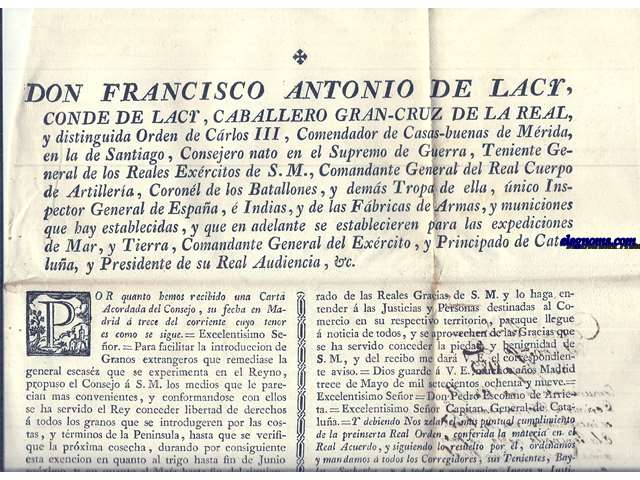 DON FRANCISCO ANTONIO DE LACY,
CONDE DE LACY, CABALLERO GRAN-CRUZ DE LA REAL,
y distinguida Orden de Cárlos III, Comendador de Casas-buenas de Mérida,
en la de Santiago, Consejero nato en el Supremo de Guerra, Teniente Ge-
neral de los Reales Exércitos de S. M., Comandante General del Real Cuerpo
de Artillería, Coronél de los Batallones, y demás Tropa de ella, único Ins-
pector General de España, é Indias, y de las Fábricas de Armas, y municiones
que hay establecidas, y que en adelante se establecieren para las expediciones
de Mar, y Tierra, Comandante General del Exército, y Principado de Cata-
luña, y Presidente de su Real Audiencia, &c.
elagnoma.com
POR quanto hemos recibido una Carta
Acordada del Consejo, su fecha en Ma-
drid á trece del corriente cuyo tenor
es como se sigue.= Excelentisimo Se-
ñor.= Para facilitar la introduccion de
Granos extrangeros que remediase la
general escaséz que se experimenta en el Reyno,
propuso el Consejo á S. M. los medios que le pare-
cian mas convenientes, y conformandose con ellos
se ha servido el Rey conceder libertad de derechos
á todos los granos que se introdugeren por las cos-
tas, y términos de la Peninsula, hasta que se verifi-
que la próxima cosecha, durando por consiguiente
esta exencion en quanto al trigo hasta fin de Junio
rado de las Reales Gracias de S. M. y lo haga en-
tender á las Justicias y Personas destinadas al Co-
mercio en su respectivo territorio, paraque llegue
á noticia de todos, y se aprovechen de las Gracias que
se ha servido conceder la piedad, y benignidad de
S. M., y del recibo me dará V. E. el correspondien-
te aviso. Dios guarde á V. E. muchos años Madrid
trece de Mayo de mil setecientos ochenta y nueve.=
Excelentisimo Señor= Don Pedro Escolano de Arrie-
ta.= Excelentisimo Señor Capitan General de Cata-
luña.= Y debiendo Nos zelar el mas puntual cumplimiento
de la preinserta Real Orden, conferida la materia en el
Real Acuerdo, y siguiendo lo resuelto por él, ordenamos
y mandamos á todos los Corregidores, sus Tenientes, Bay-